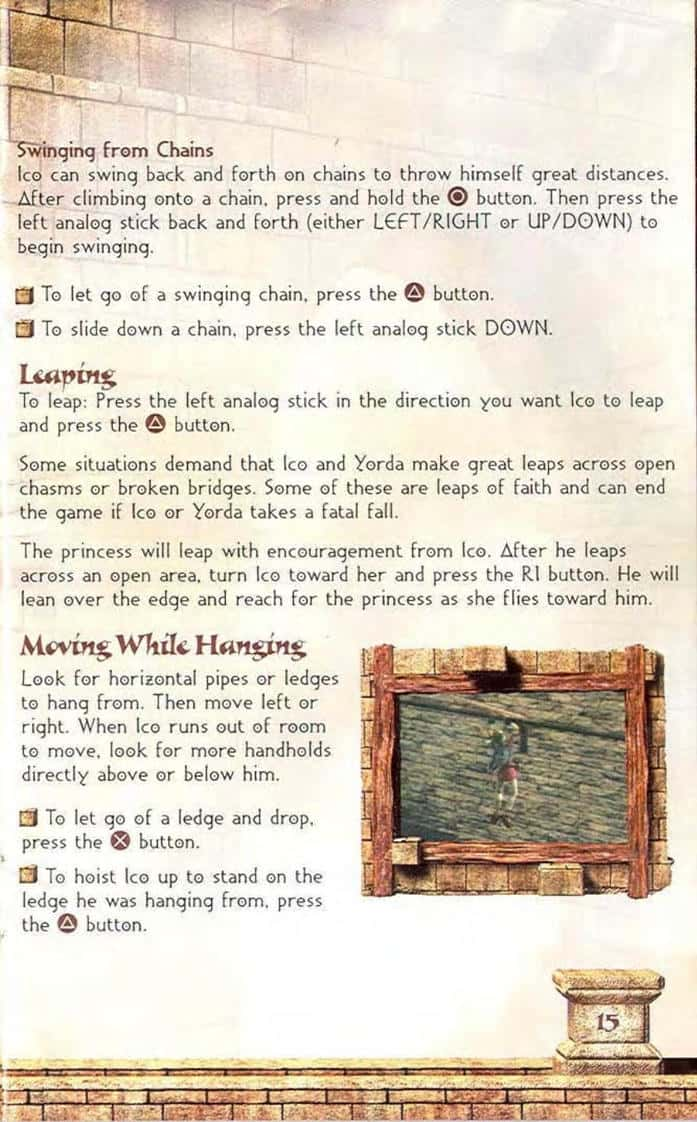 Swinging from Chains
Ico can swing back and forth on chains to throw himself great distances.
After climbing onto a chain, press and hold the ⭘ button. Then press the
left analog stick back and forth (either LEFT/RIGHT or UP/DOWN) to
begin swinging.
To let go of a swinging chain, press the △ button.
To slide down a chain, press the left analog stick DOWN.
Leaping
To leap: Press the left analog stick in the direction you want Ico to leap
and press the △ button.
Some situations demand that Ico and Yorda make great leaps across open
chasms or broken bridges. Some of these are leaps of faith and can end
the game if Ico or Yorda takes a fatal fall.
The princess will leap with encouragement from Ico. After he leaps
across an open area, turn Ico toward her and press the R1 button. He will
lean over the edge and reach for the princess as she flies toward him.
Moving While Hanging
Look for horizontal pipes or ledges
to hang from. Then move left or
right. When Ico runs out of room
to move, look for more handholds
directly above or below him.
To let go of a ledge and drop,
press the ✕ button.
To hoist Ico up to stand on the
ledge he was hanging from, press
the △ button.
15